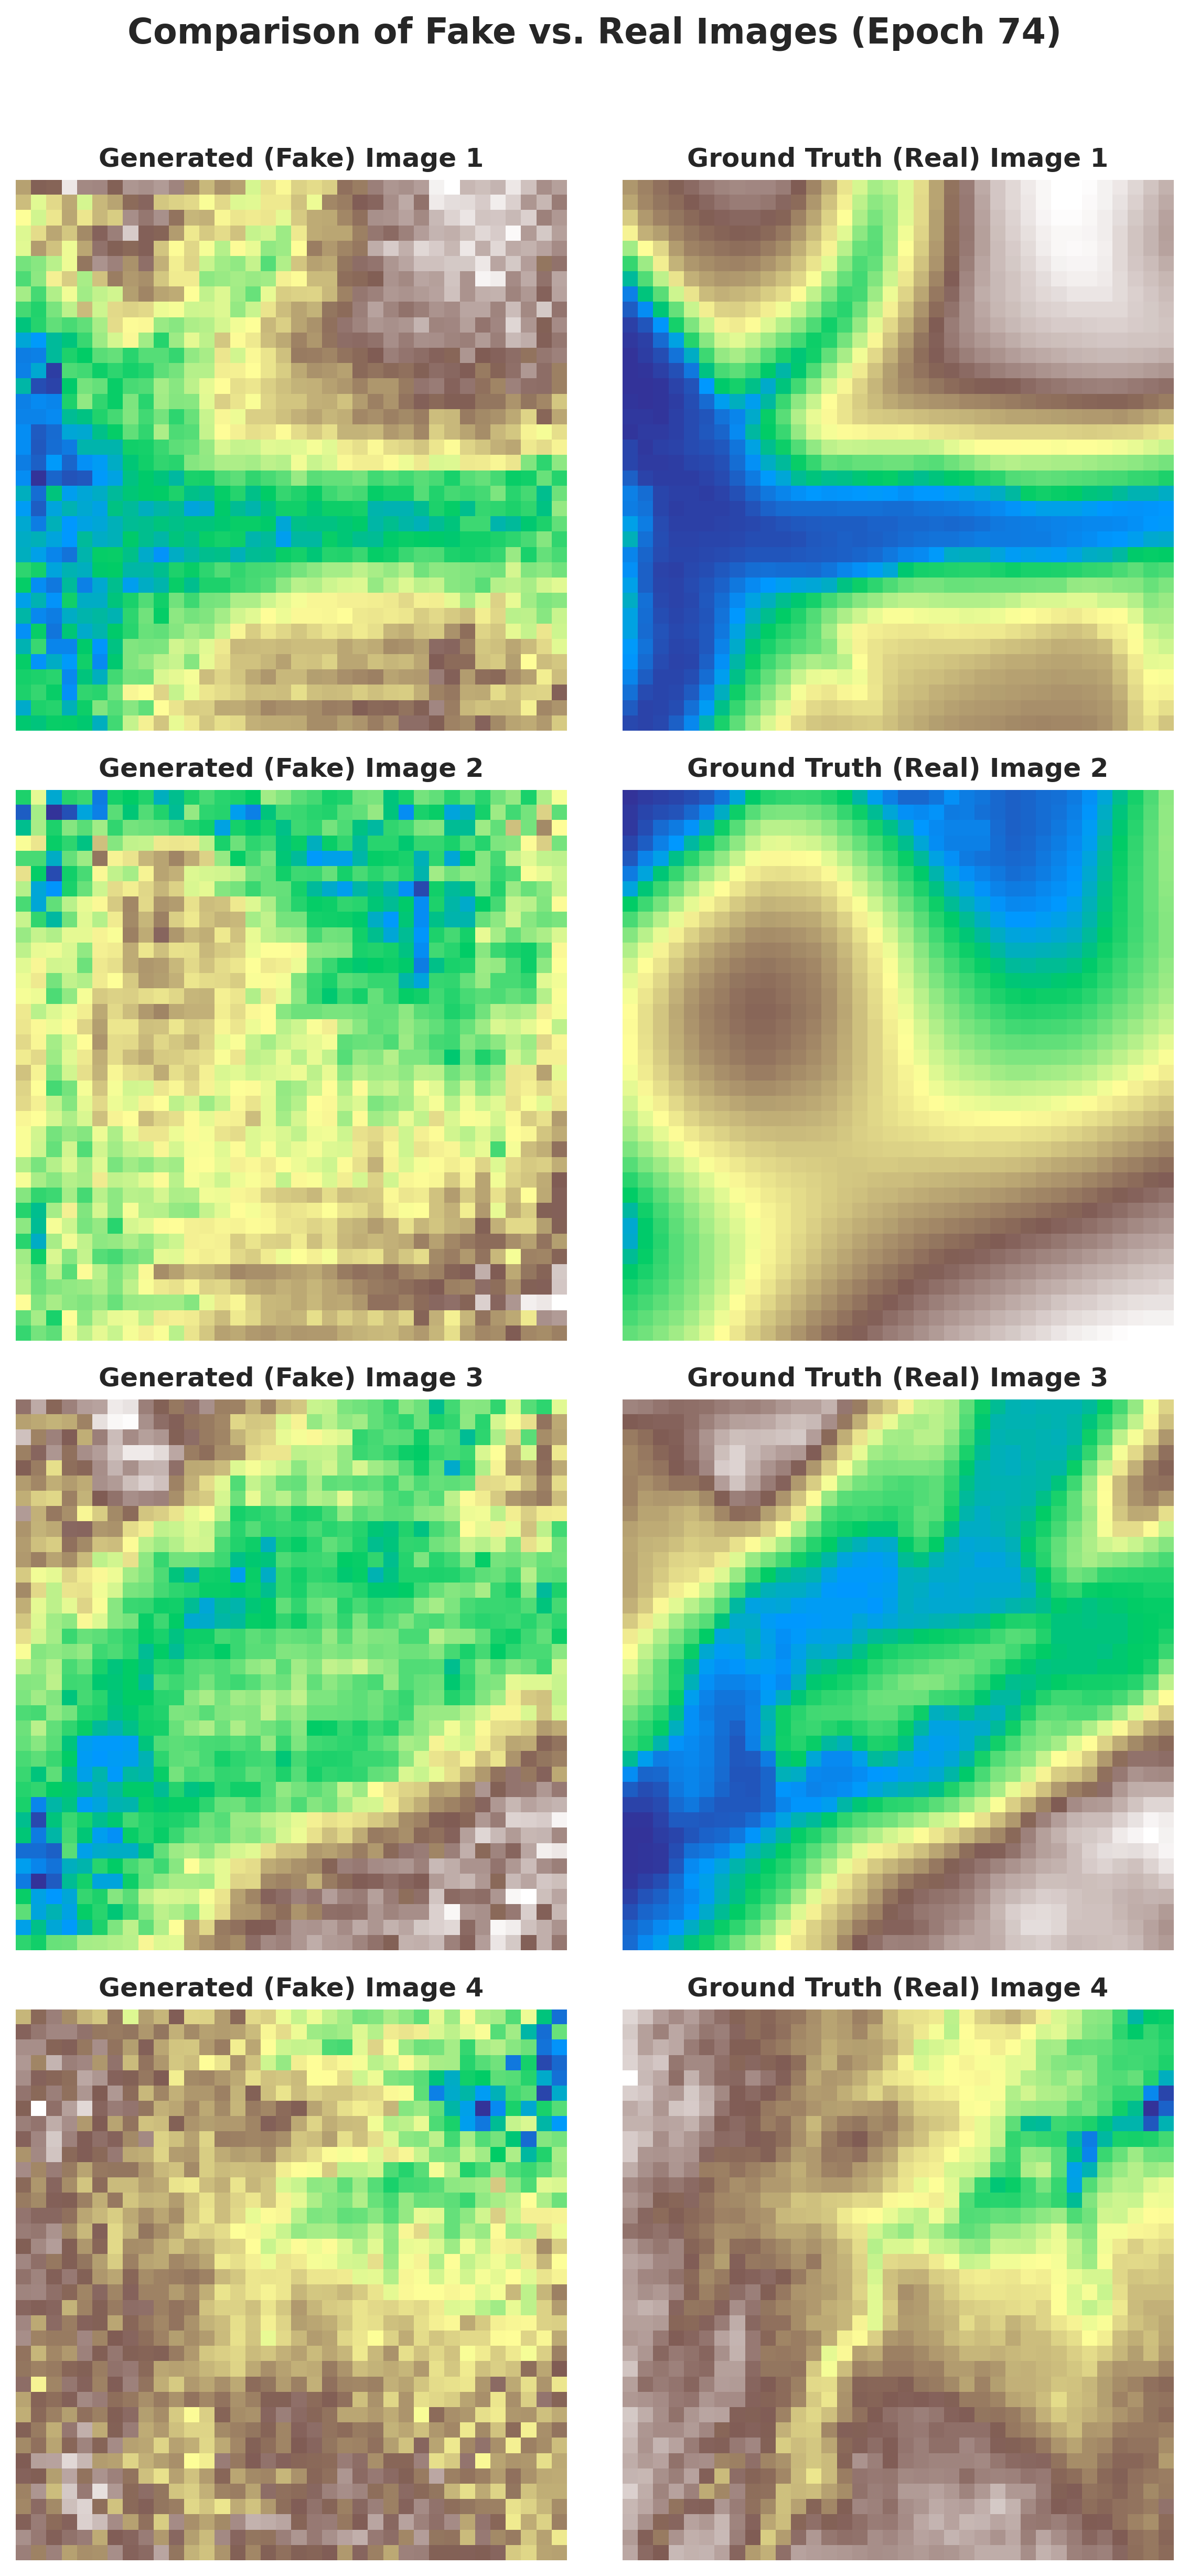 Comparison of Fake vs. Real Images (Epoch 74)
Generated (Fake) Image 1
Ground Truth (Real) Image 1
Generated (Fake) Image 2
Ground Truth (Real) Image 2
Generated (Fake) Image 3
Ground Truth (Real) Image 3
Generated (Fake) Image 4
Ground Truth (Real) Image 4